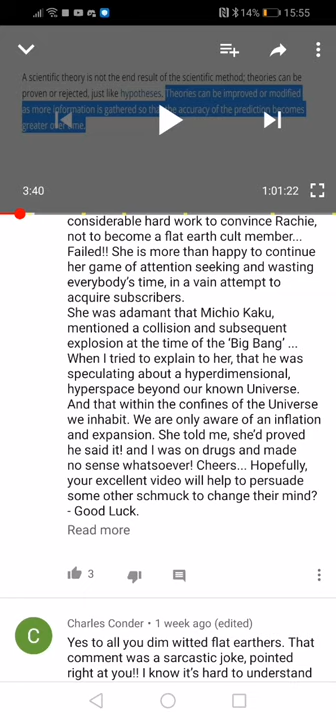 14% 15:55
A scientific theory is not the end result of the scientific method; theories can be
proven or rejected, just like hypotheses. Theories can be improved or modified
as more information is gathered so that the accuracy of the prediction becomes
greater over time.
3:40 1:01:22
considerable hard work to convince Rachie,
not to become a flat earth cult member...
Failed!! She is more than happy to continue
her game of attention seeking and wasting
everybody's time, in a vain attempt to
acquire subscribers.
She was adamant that Michio Kaku,
mentioned a collision and subsequent
explosion at the time of the ‘Big Bang’ ...
When I tried to explain to her, that he was
speculating about a hyperdimensional,
hyperspace beyond our known Universe.
And that within the confines of the Universe
we inhabit. We are only aware of an inflation
and expansion. She told me, she'd proved
he said it! and I was on drugs and made
no sense whatsoever! Cheers... Hopefully,
your excellent video will help to persuade
some other schmuck to change their mind?
- Good Luck.
Read more
3
C
Charles Conder • 1 week ago (edited)
Yes to all you dim witted flat earthers. That
comment was a sarcastic joke, pointed
right at you!! I know it's hard to understand